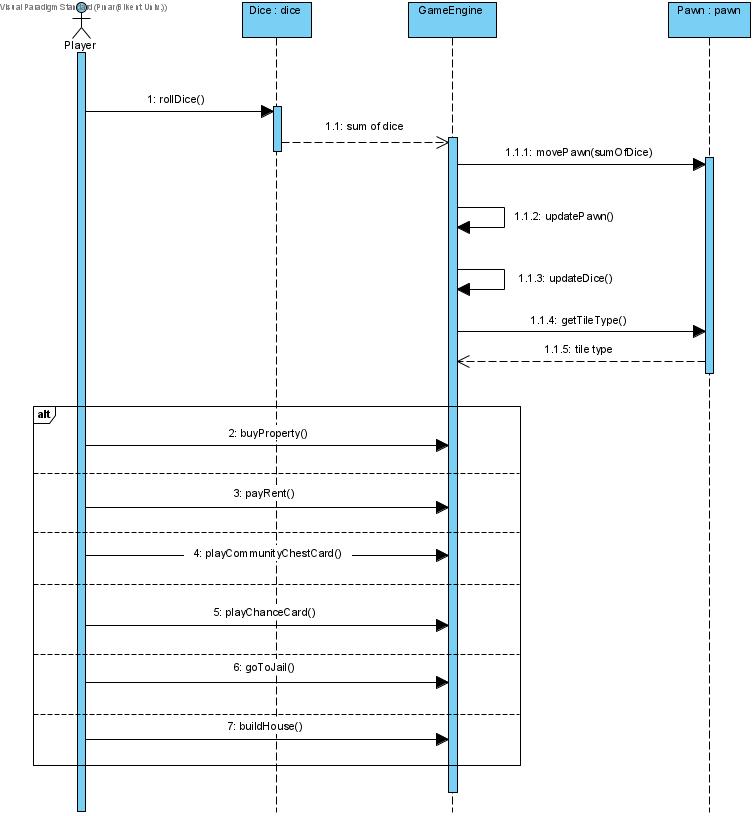 Visual Paradigm Standard(Pınar(Bilkent Univ.))
Player
Dice : dice
GameEngine
Pawn : pawn
1: rollDice()
1.1: sum of dice
1.1.1: movePawn(sumOfDice)
1.1.2: updatePawn()
1.1.3: updateDice()
1.1.4: getTileType()
1.1.5: tile type
alt
2: buyProperty()
3: payRent()
4: playCommunityChestCard()
5: playChanceCard()
6: goToJail()
7: buildHouse()